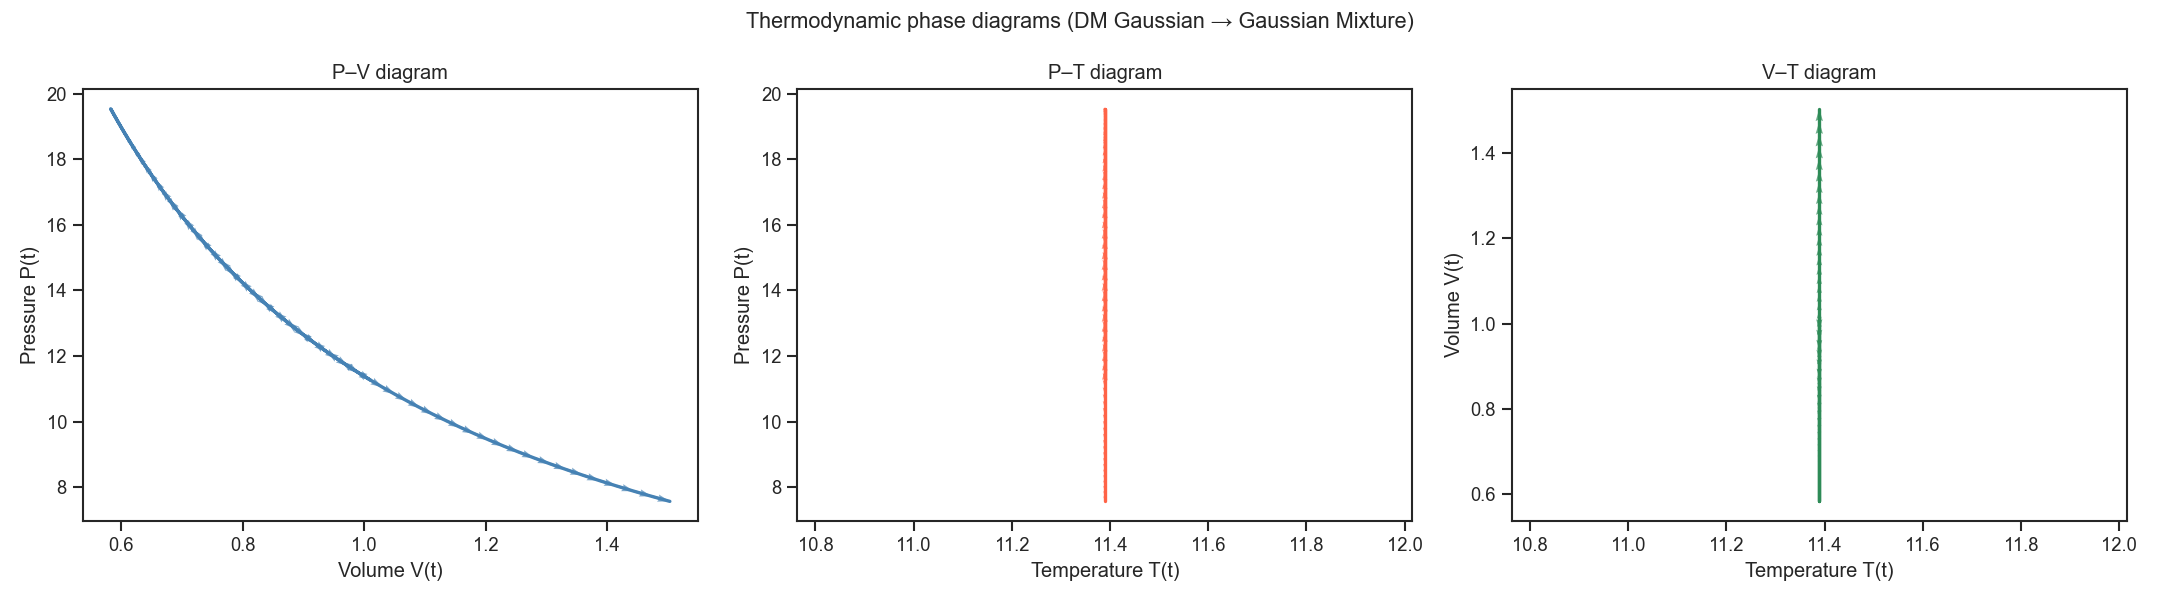 Thermodynamic phase diagrams (DM Gaussian → Gaussian Mixture)
P–V diagram
20
18
16
14
12
10
8
Pressure P(t)
0.6 0.8 1.0 1.2 1.4
Volume V(t)
P–T diagram
20
18
16
14
12
10
8
Pressure P(t)
10.8 11.0 11.2 11.4 11.6 11.8 12.0
Temperature T(t)
V–T diagram
1.4
1.2
1.0
0.8
0.6
Volume V(t)
10.8 11.0 11.2 11.4 11.6 11.8 12.0
Temperature T(t)